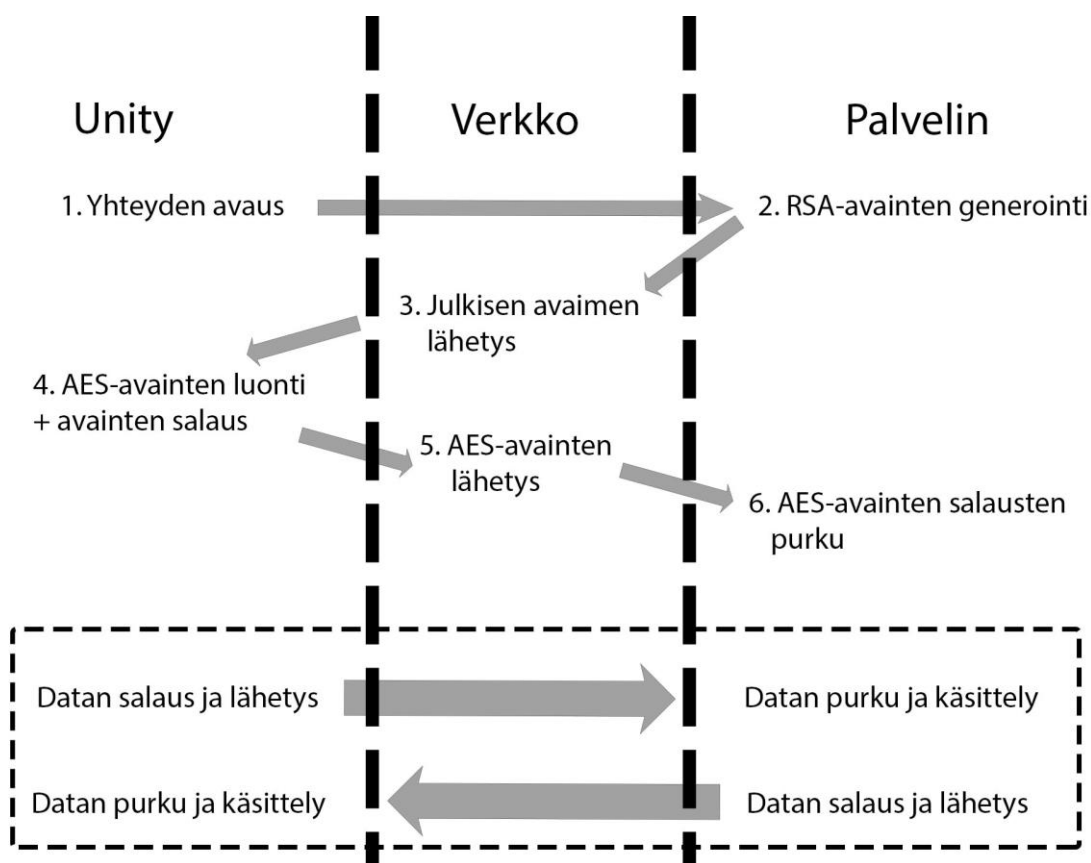 Unity
Verkko
Palvelin
1. Yhteyden avaus
2. RSA-avainten generointi
3. Julkisen avaimen
lähetys
4. AES-avainten luonti
+ avainten salaus
5. AES-avainten
lähetys
6. AES-avainten salausten
purku
Datan salaus ja lähetys
Datan purku ja käsittely
Datan purku ja käsittely
Datan salaus ja lähetys